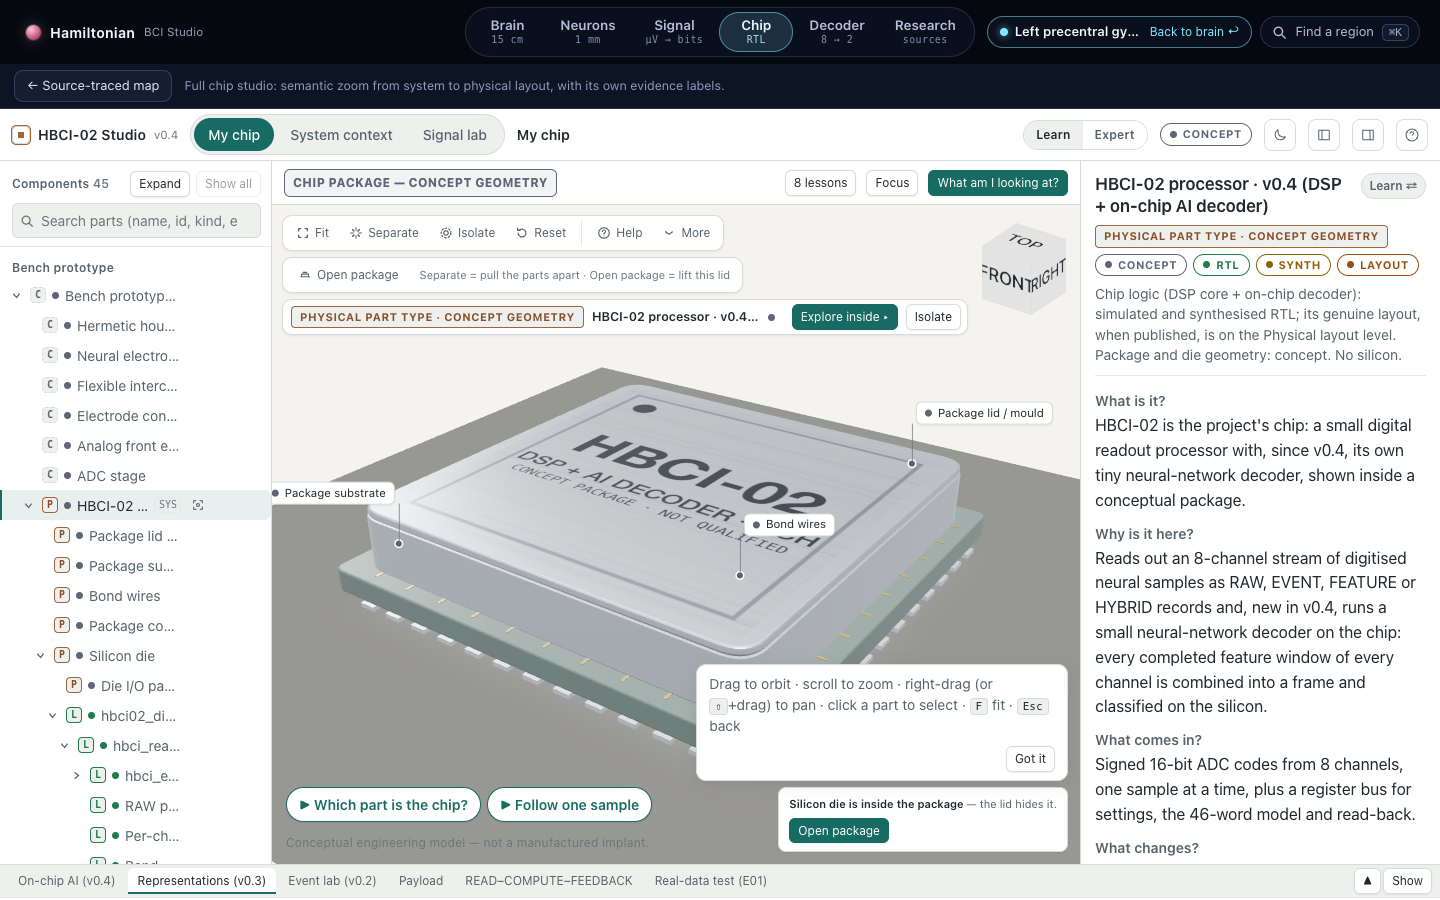 Hamiltonian BCI Studio
Brain
15 cm
Neurons
1 mm
Signal
µV → bits
Chip
RTL
Decoder
8 → 2
Research
sources
Left precentral gy... Back to brain ↩
Find a region ⌘K
← Source-traced map
Full chip studio: semantic zoom from system to physical layout, with its own evidence labels.
HBCI-02 Studio v0.4
My chip
System context
Signal lab
My chip
Learn
Expert
CONCEPT
Components 45
Expand
Show all
Search parts (name, id, kind, e
Bench prototype
C Bench prototyp...
C Hermetic hou...
C Neural electro...
C Flexible interc...
C Electrode con...
C Analog front e...
C ADC stage
P HBCI-02 ... SYS
P Package lid ...
P Package su...
P Bond wires
P Package co...
P Silicon die
P Die I/O pa...
L hbci02_di...
L hbci_rea...
L hbci_e...
L RAW p...
L Per-ch...
CHIP PACKAGE — CONCEPT GEOMETRY
8 lessons
Focus
What am I looking at?
Fit
Separate
Isolate
Reset
Help
More
Open package
Separate = pull the parts apart · Open package = lift this lid
PHYSICAL PART TYPE · CONCEPT GEOMETRY
HBCI-02 processor · v0.4...
Explore inside ▸
Isolate
TOP
FRONT
RIGHT
Package lid / mould
Package substrate
Bond wires
HBCI-02
DSP + AI DECODER
CONCEPT PACKAGE · NOT QUALIFIED
Drag to orbit · scroll to zoom · right-drag (or
⇧+drag) to pan · click a part to select · F fit · Esc
back
Got it
▶ Which part is the chip?
▶ Follow one sample
Silicon die is inside the package — the lid hides it.
Open package
Conceptual engineering model — not a manufactured implant.
HBCI-02 processor · v0.4 (DSP
+ on-chip AI decoder)
Learn ⇄
PHYSICAL PART TYPE · CONCEPT GEOMETRY
CONCEPT
RTL
SYNTH
LAYOUT
Chip logic (DSP core + on-chip decoder):
simulated and synthesised RTL; its genuine layout,
when published, is on the Physical layout level.
Package and die geometry: concept. No silicon.
What is it?
HBCI-02 is the project's chip: a small digital
readout processor with, since v0.4, its own
tiny neural-network decoder, shown inside a
conceptual package.
Why is it here?
Reads out an 8-channel stream of digitised
neural samples as RAW, EVENT, FEATURE or
HYBRID records and, new in v0.4, runs a
small neural-network decoder on the chip:
every completed feature window of every
channel is combined into a frame and
classified on the silicon.
What comes in?
Signed 16-bit ADC codes from 8 channels,
one sample at a time, plus a register bus for
settings, the 46-word model and read-back.
What changes?
On-chip AI (v0.4)
Representations (v0.3)
Event lab (v0.2)
Payload
READ–COMPUTE–FEEDBACK
Real-data test (E01)
▲
Show